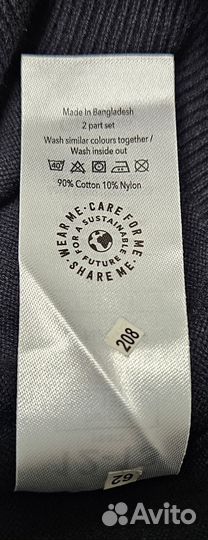 Made In Bangladesh
2 part set
Wash similar colours together /
Wash inside out
40°
90% Cotton 10% Nylon
WEAR ME · CARE FOR ME · SHARE ME ·
FOR A SUSTAINABLE FUTURE
208
62
Avito